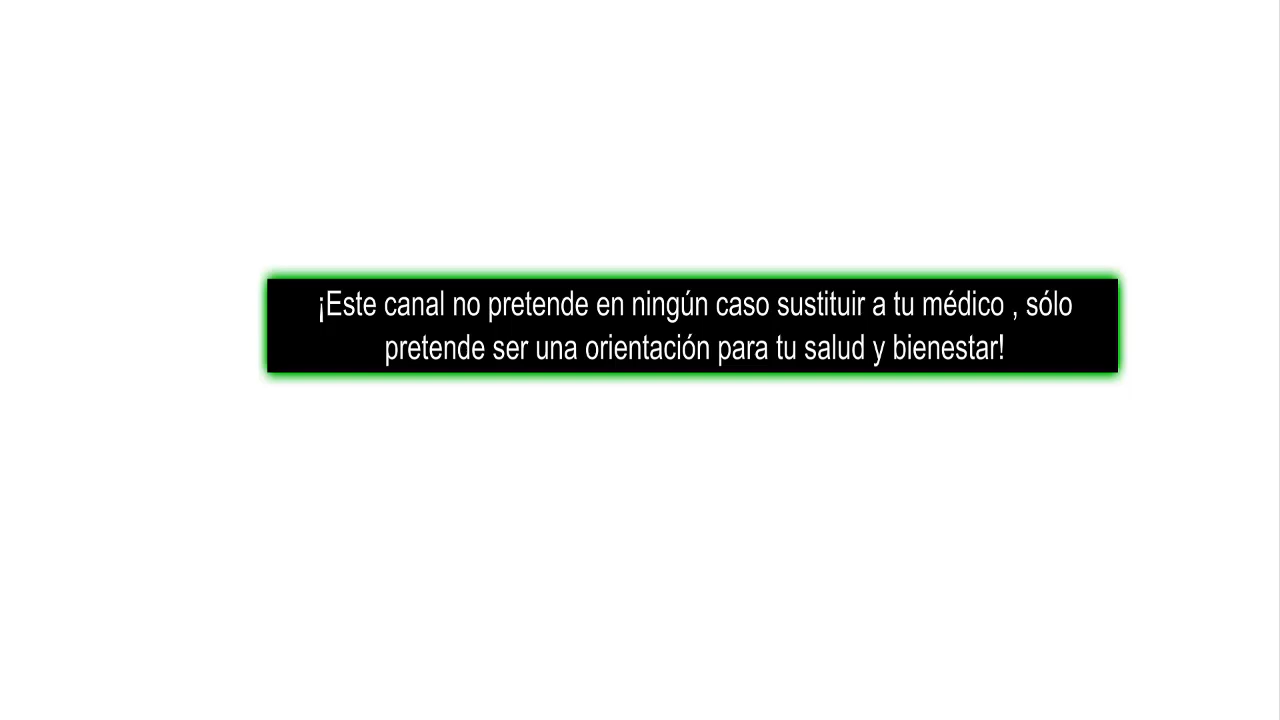 ¡Este canal no pretende en ningún caso sustituir a tu médico , sólo
pretende ser una orientación para tu salud y bienestar!